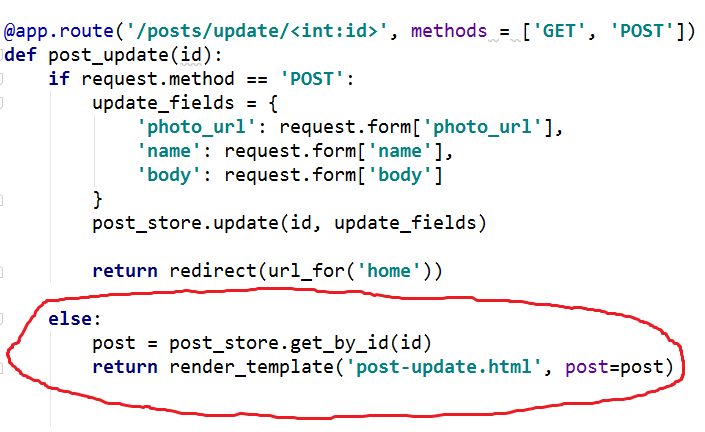 @app.route('/posts/update/<int:id>', methods = ['GET', 'POST'])
def post_update(id):
    if request.method == 'POST':
        update_fields = {
            'photo_url': request.form['photo_url'],
            'name': request.form['name'],
            'body': request.form['body']
        }
        post_store.update(id, update_fields)

        return redirect(url_for('home'))

    else:
        post = post_store.get_by_id(id)
        return render_template('post-update.html', post=post)